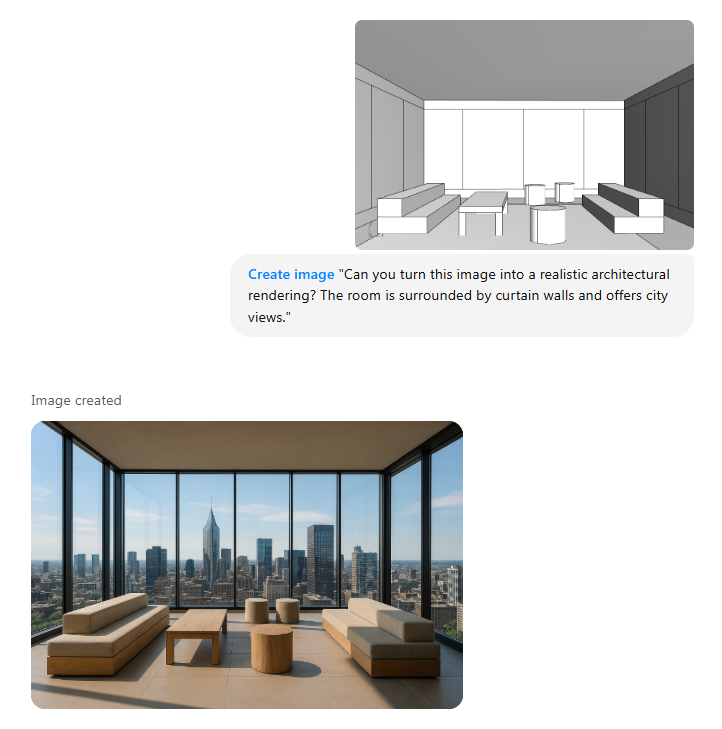 Create image "Can you turn this image into a realistic architectural
rendering? The room is surrounded by curtain walls and offers city
views."
Image created